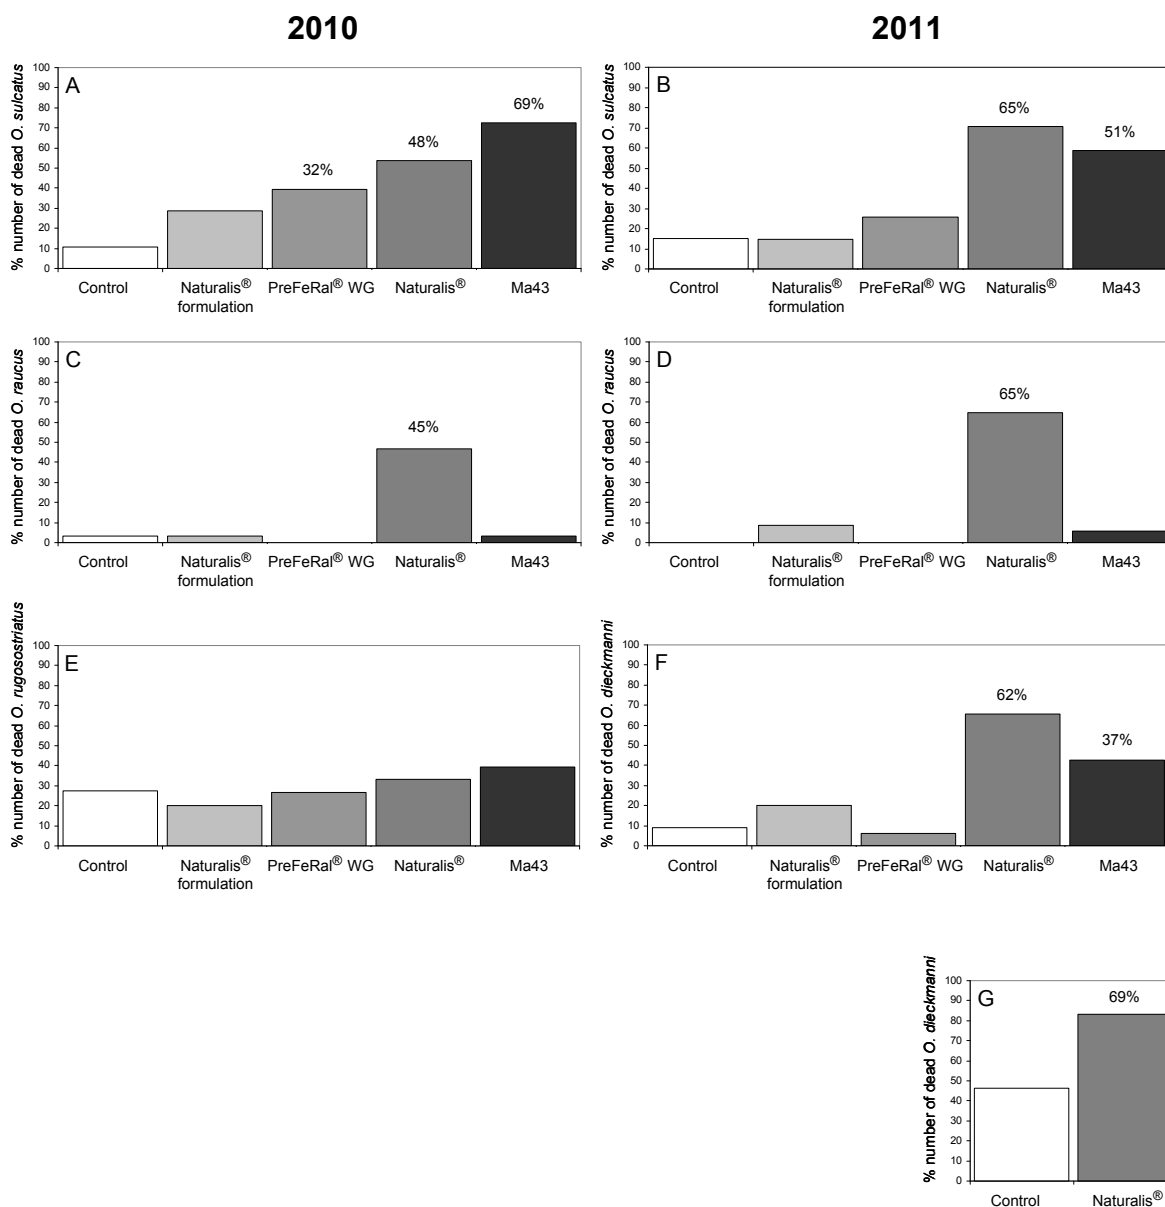 2010
2011
% number of dead O. sulcatus
100
90
80
70
60
50
40
30
20
10
0
A
32%
48%
69%
Control
Naturalis® formulation
PreFeRal® WG
Naturalis®
Ma43
% number of dead O. sulcatus
100
90
80
70
60
50
40
30
20
10
0
B
65%
51%
Control
Naturalis® formulation
PreFeRal® WG
Naturalis®
Ma43
% number of dead O. raucus
100
90
80
70
60
50
40
30
20
10
0
C
45%
Control
Naturalis® formulation
PreFeRal® WG
Naturalis®
Ma43
% number of dead O. raucus
100
90
80
70
60
50
40
30
20
10
0
D
65%
Control
Naturalis® formulation
PreFeRal® WG
Naturalis®
Ma43
% number of dead O. rugosostriatus
100
90
80
70
60
50
40
30
20
10
0
E
Control
Naturalis® formulation
PreFeRal® WG
Naturalis®
Ma43
% number of dead O. dieckmanni
100
90
80
70
60
50
40
30
20
10
0
F
62%
37%
Control
Naturalis® formulation
PreFeRal® WG
Naturalis®
Ma43
% number of dead O. dieckmanni
100
90
80
70
60
50
40
30
20
10
0
G
69%
Control
Naturalis®